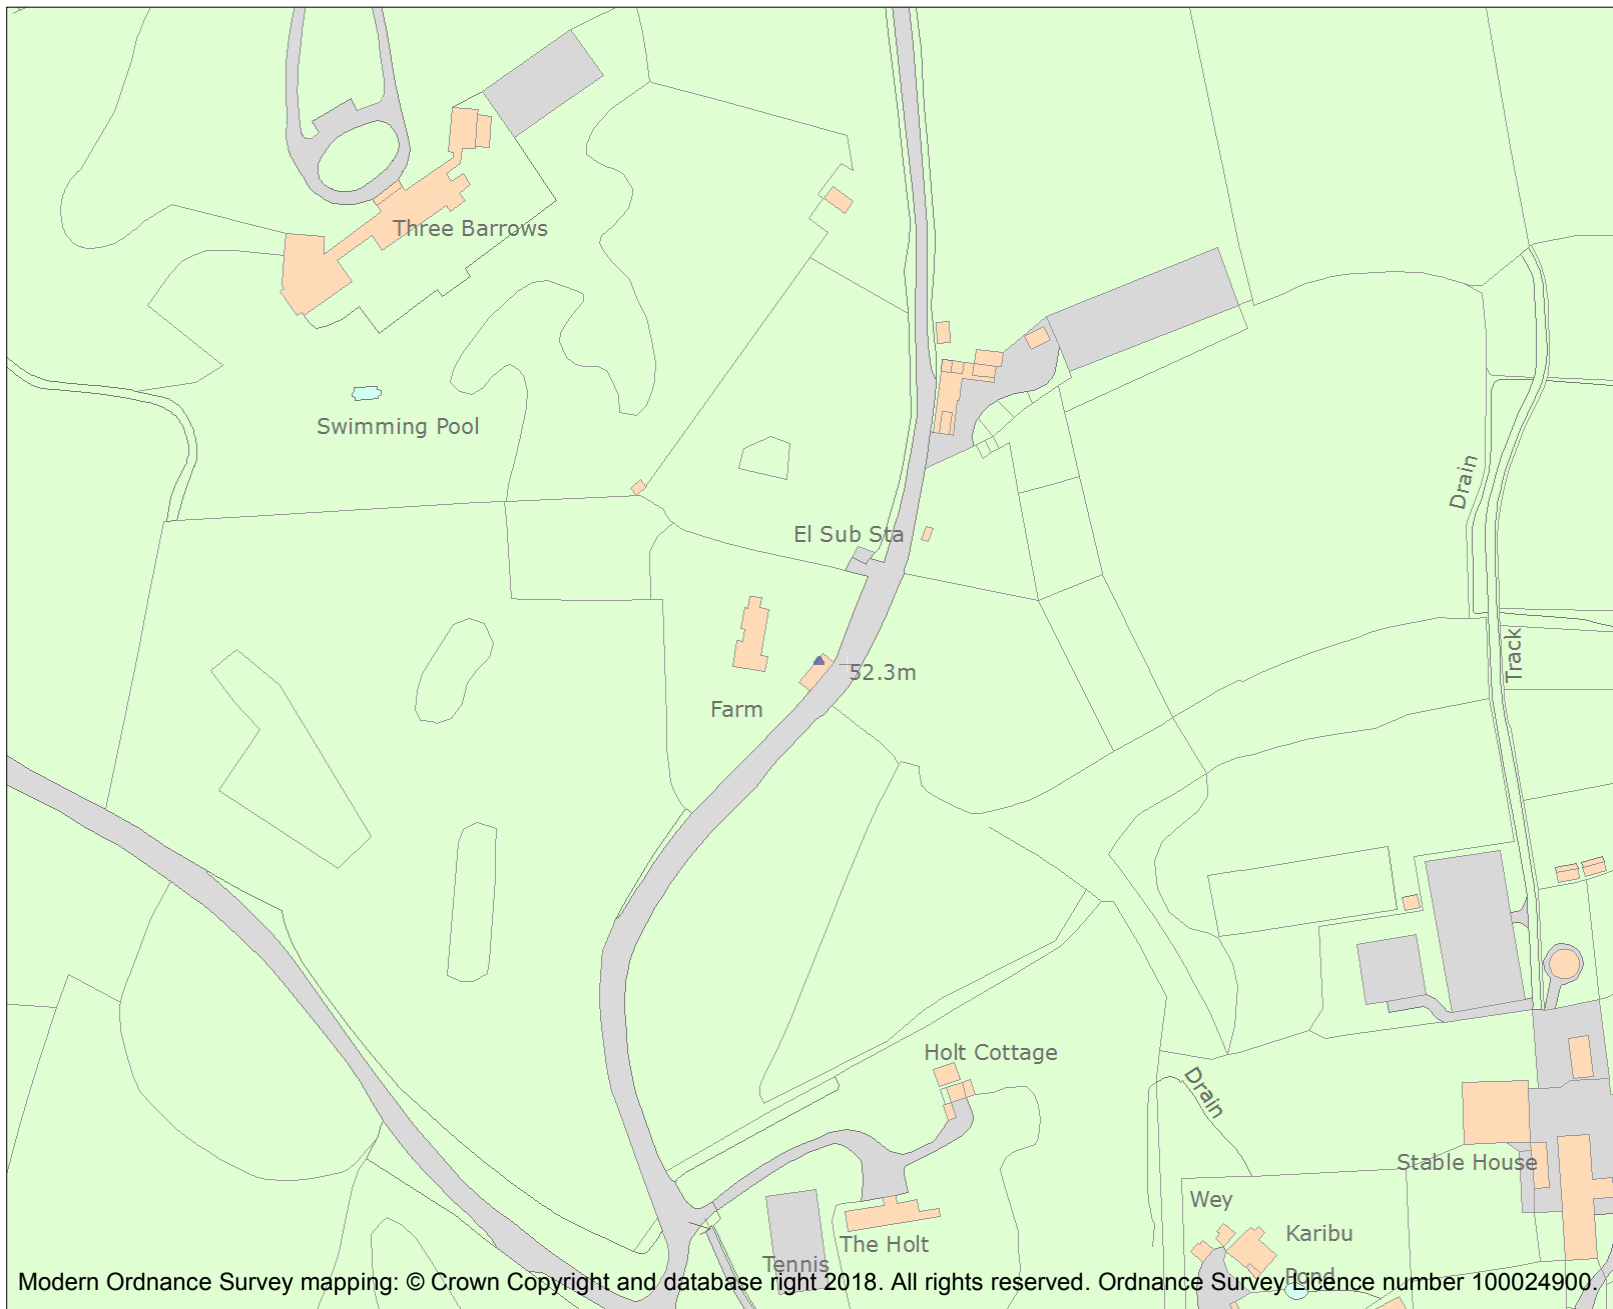 Three Barrows
Swimming Pool
Drain
El Sub Sta
Track
52.3m
Farm
Holt Cottage
Drain
Stable House
Wey
Karibu
The Holt
Tennis
Pond
Modern Ordnance Survey mapping: © Crown Copyright and database right 2018. All rights reserved. Ordnance Survey Licence number 100024900.